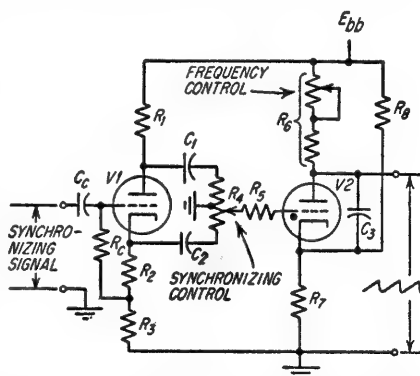 Ebb
FREQUENCY
CONTROL
R1
R6
R8
C1
Cc
V1
R4
R5
V2
C3
SYNCHRO-
NIZING
SIGNAL
Rc
R2
C2
SYNCHRONIZING
CONTROL
R7
R3